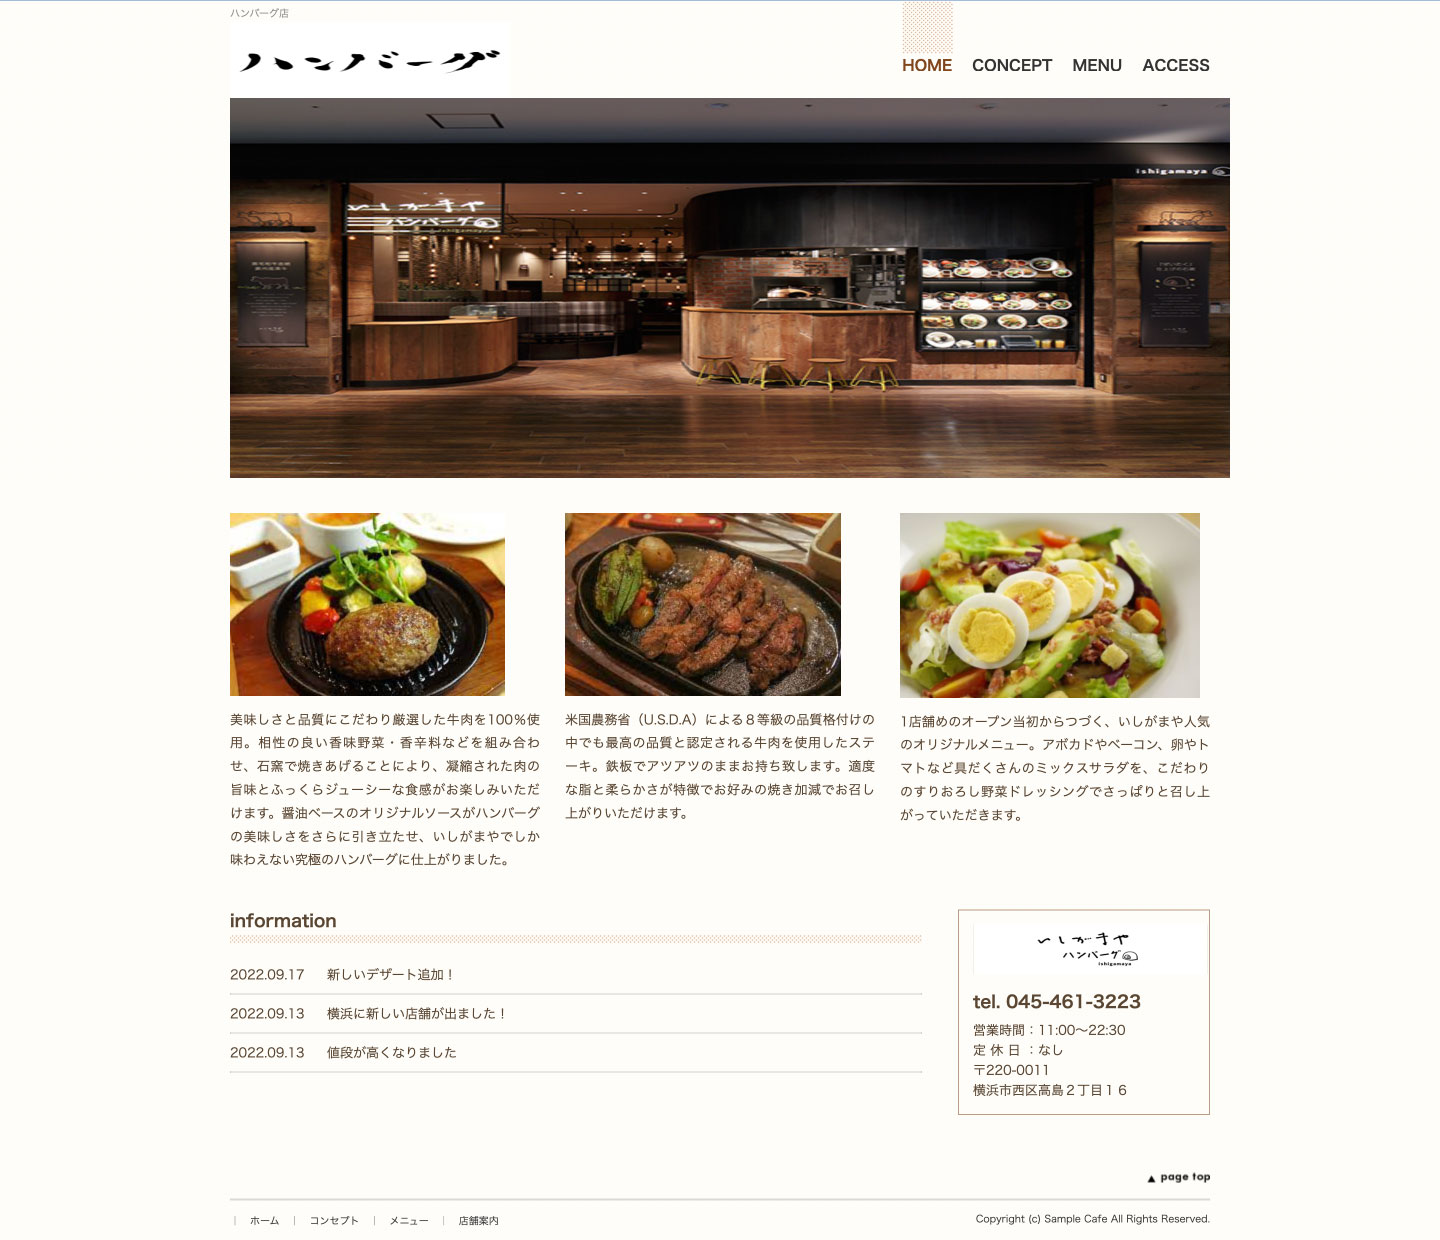 ハンバーグ店
ハンバーグ
HOME CONCEPT MENU ACCESS
ishigamaya
いしがまや
ハンバーグ
美味しさと品質にこだわり厳選した牛肉を100％使
用。相性の良い香味野菜・香辛料などを組み合わ
せ、石窯で焼きあげることにより、凝縮された肉の
旨味とふっくらジューシーな食感がお楽しみいただ
けます。醤油ベースのオリジナルソースがハンバーグ
の美味しさをさらに引き立たせ、いしがまやでしか
味わえない究極のハンバーグに仕上がりました。
米国農務省（U.S.D.A）による８等級の品質格付けの
中でも最高の品質と認定される牛肉を使用したステ
ーキ。鉄板でアツアツのままお持ち致します。適度
な脂と柔らかさが特徴でお好みの焼き加減でお召し
上がりいただけます。
1店舗めのオープン当初からつづく、いしがまや人気
のオリジナルメニュー。アボカドやベーコン、卵やト
マトなど具だくさんのミックスサラダを、こだわり
のすりおろし野菜ドレッシングでさっぱりと召し上
がっていただきます。
information
2022.09.17 新しいデザート追加！
2022.09.13 横浜に新しい店舗が出ました！
2022.09.13 値段が高くなりました
いしがまや
ハンバーグ
ishigamaya
tel. 045-461-3223
営業時間：11:00〜22:30
定 休 日 ：なし
〒220-0011
横浜市西区高島２丁目１６
▲ page top
｜ ホーム ｜ コンセプト ｜ メニュー ｜ 店舗案内
Copyright (c) Sample Cafe All Rights Reserved.